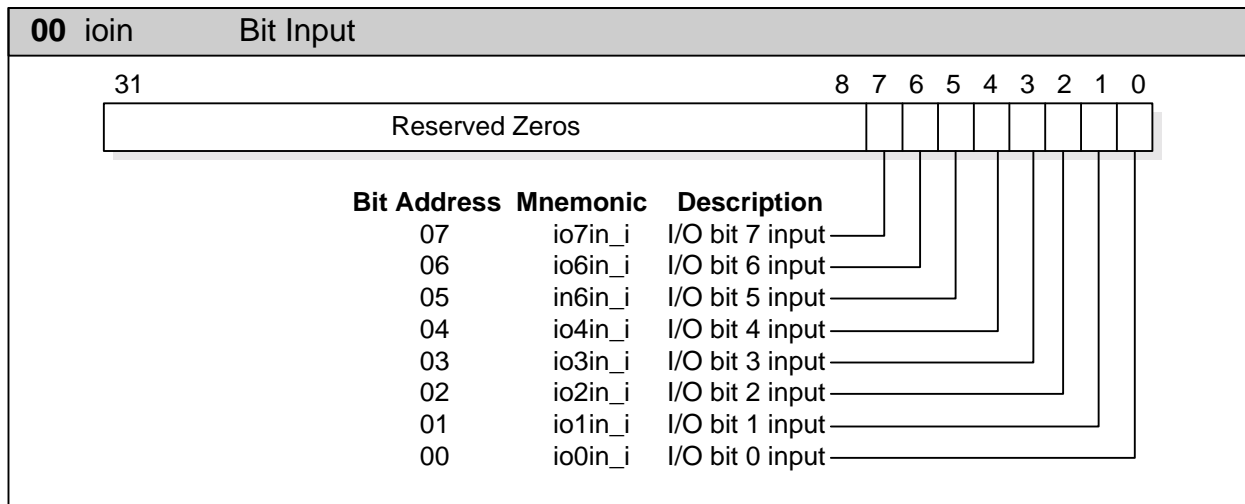 00 ioin Bit Input
31 8 7 6 5 4 3 2 1 0
Reserved Zeros
Bit Address Mnemonic Description
07 io7in_i I/O bit 7 input
06 io6in_i I/O bit 6 input
05 in6in_i I/O bit 5 input
04 io4in_i I/O bit 4 input
03 io3in_i I/O bit 3 input
02 io2in_i I/O bit 2 input
01 io1in_i I/O bit 1 input
00 io0in_i I/O bit 0 input